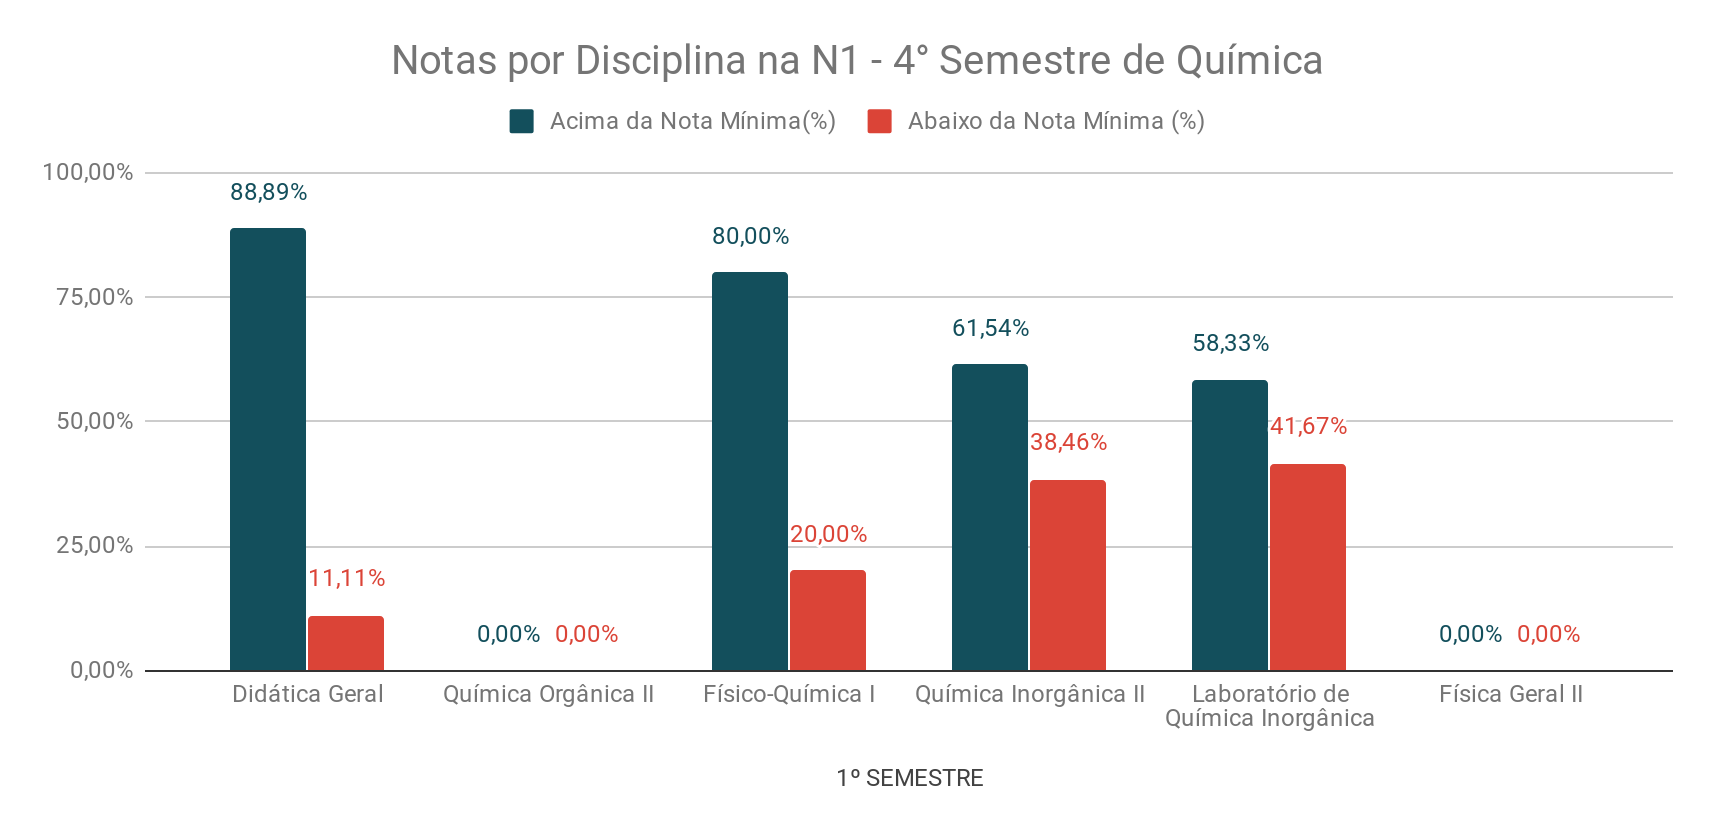 Notas por Disciplina na N1 - 4° Semestre de Química
Acima da Nota Mínima(%) Abaixo da Nota Mínima (%)
100,00%
75,00%
50,00%
25,00%
0,00%
88,89%
11,11%
0,00% 0,00%
80,00%
20,00%
61,54%
38,46%
58,33%
41,67%
0,00% 0,00%
Didática Geral
Química Orgânica II
Físico-Química I
Química Inorgânica II
Laboratório de
Química Inorgânica
Física Geral II
1º SEMESTRE